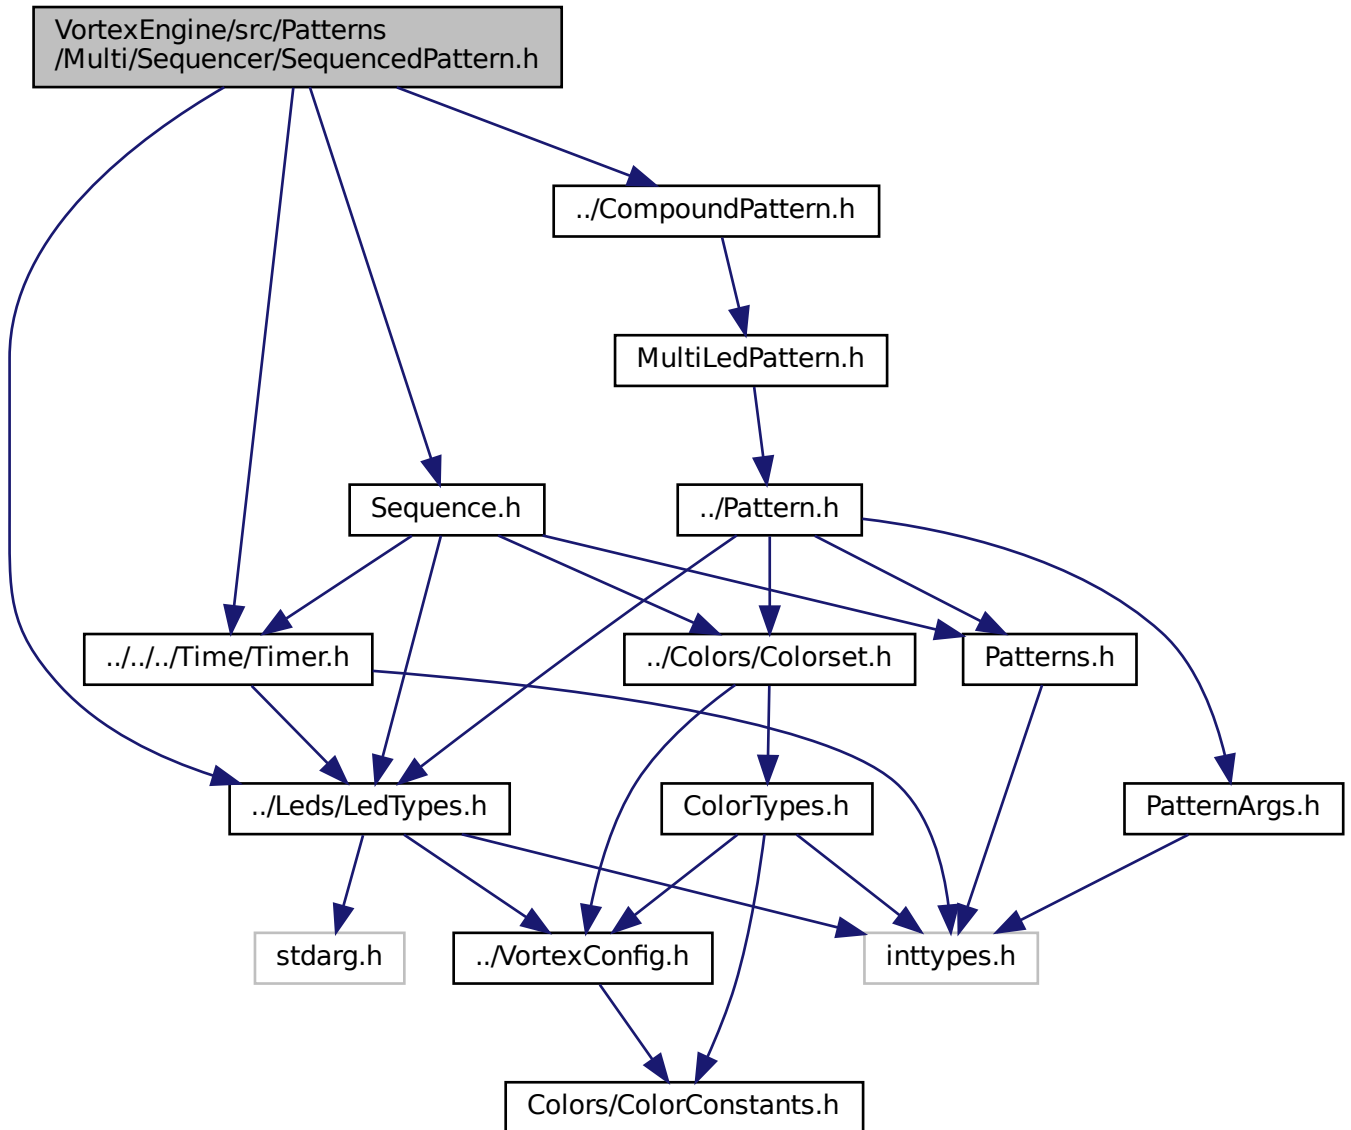 VortexEngine/src/Patterns
/Multi/Sequencer/SequencedPattern.h
../CompoundPattern.h
MultiLedPattern.h
Sequence.h
../Pattern.h
../../../Time/Timer.h
../Colors/Colorset.h
Patterns.h
../Leds/LedTypes.h
ColorTypes.h
PatternArgs.h
stdarg.h
../VortexConfig.h
inttypes.h
Colors/ColorConstants.h